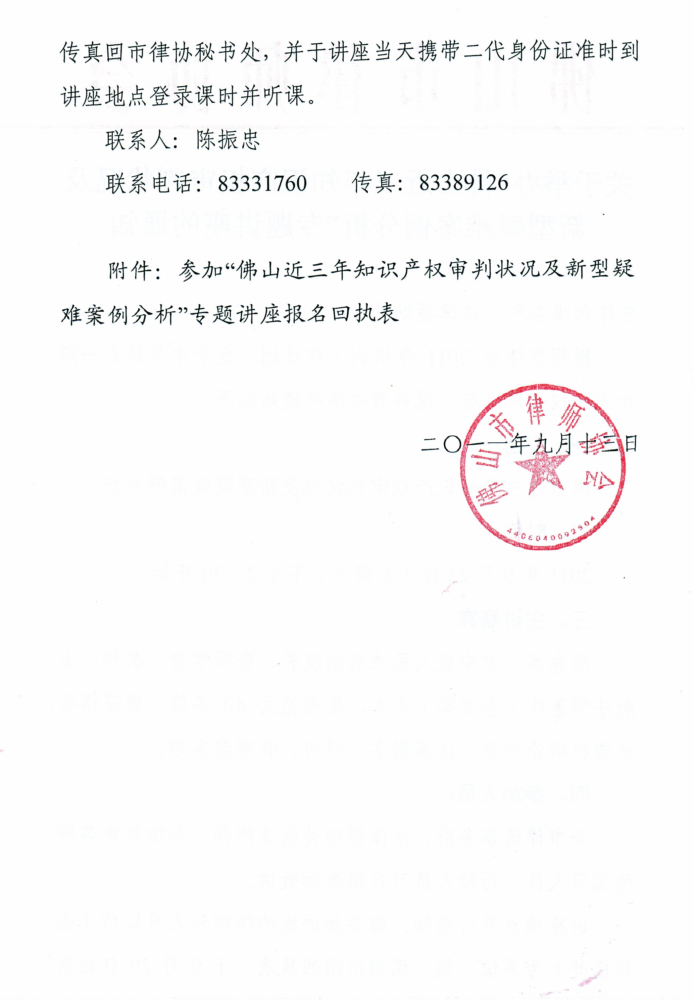 传真回市律协秘书处，并于讲座当天携带二代身份证准时到
讲座地点登录课时并听课。
联系人： 陈振忠
联系电话：83331760 传真：83389126
附件： 参加“佛山近三年知识产权审判状况及新型疑
难案例分析”专题讲座报名回执表
二〇一一年九月十三日
佛山市律师协会
4406040092504